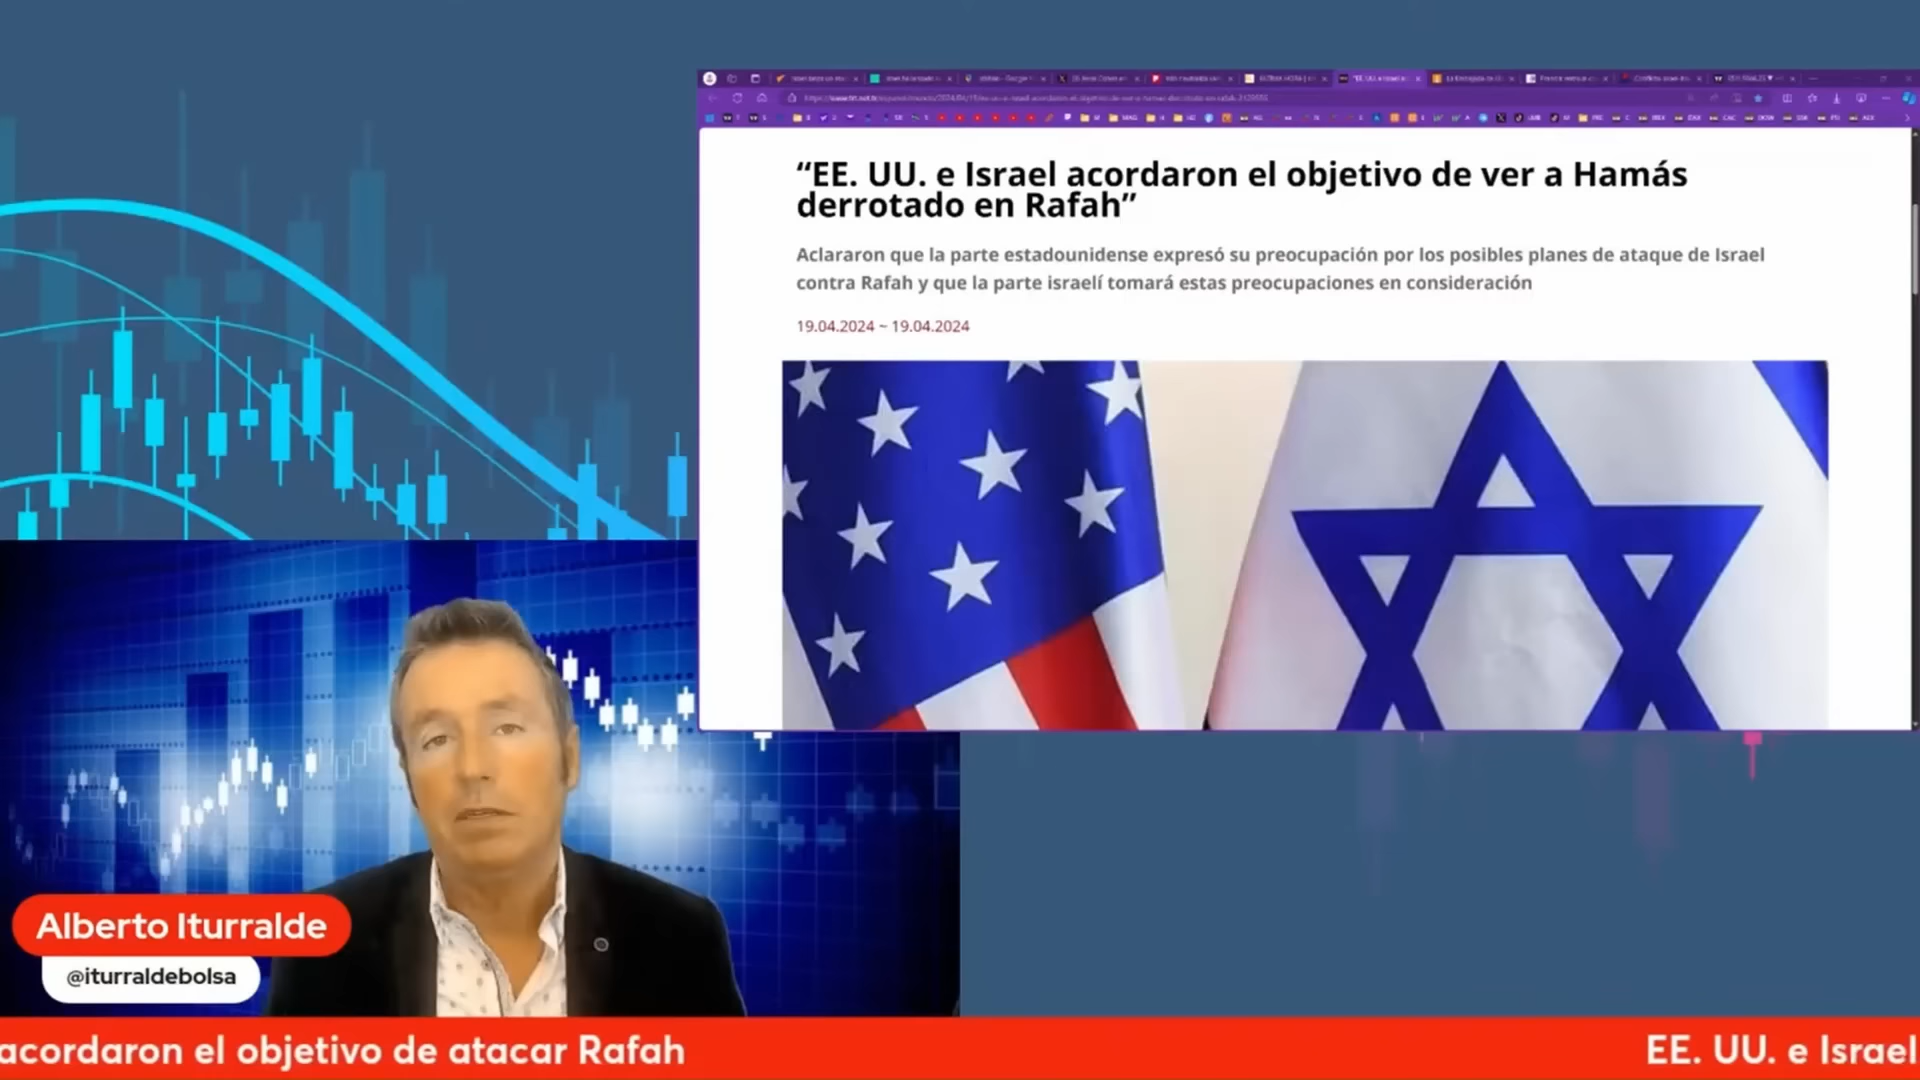 “EE. UU. e Israel acordaron el objetivo de ver a Hamás
derrotado en Rafah”
Aclararon que la parte estadounidense expresó su preocupación por los posibles planes de ataque de Israel
contra Rafah y que la parte israelí tomará estas preocupaciones en consideración
19.04.2024 ~ 19.04.2024
Alberto Iturralde
@iturraldebolsa
acordaron el objetivo de atacar Rafah
EE. UU. e Israel